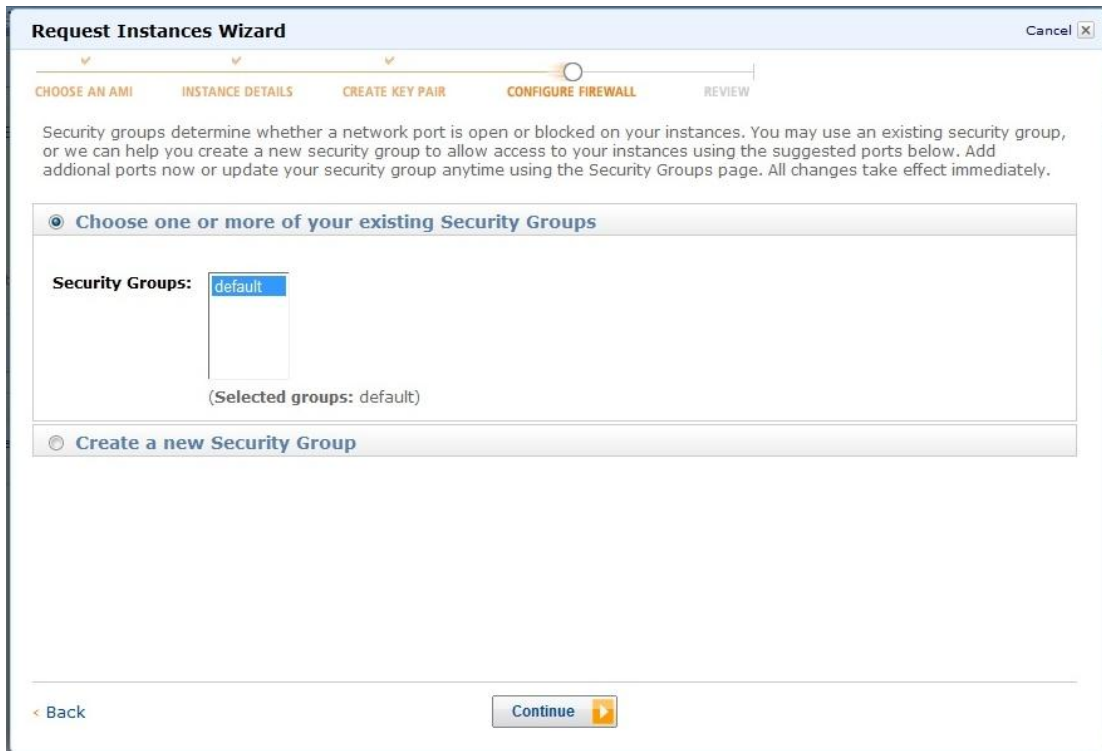 Request Instances Wizard
Cancel
CHOOSE AN AMI INSTANCE DETAILS CREATE KEY PAIR CONFIGURE FIREWALL REVIEW
Security groups determine whether a network port is open or blocked on your instances. You may use an existing security group,
or we can help you create a new security group to allow access to your instances using the suggested ports below. Add
addional ports now or update your security group anytime using the Security Groups page. All changes take effect immediately.
Choose one or more of your existing Security Groups
Security Groups: default
(Selected groups: default)
Create a new Security Group
< Back
Continue